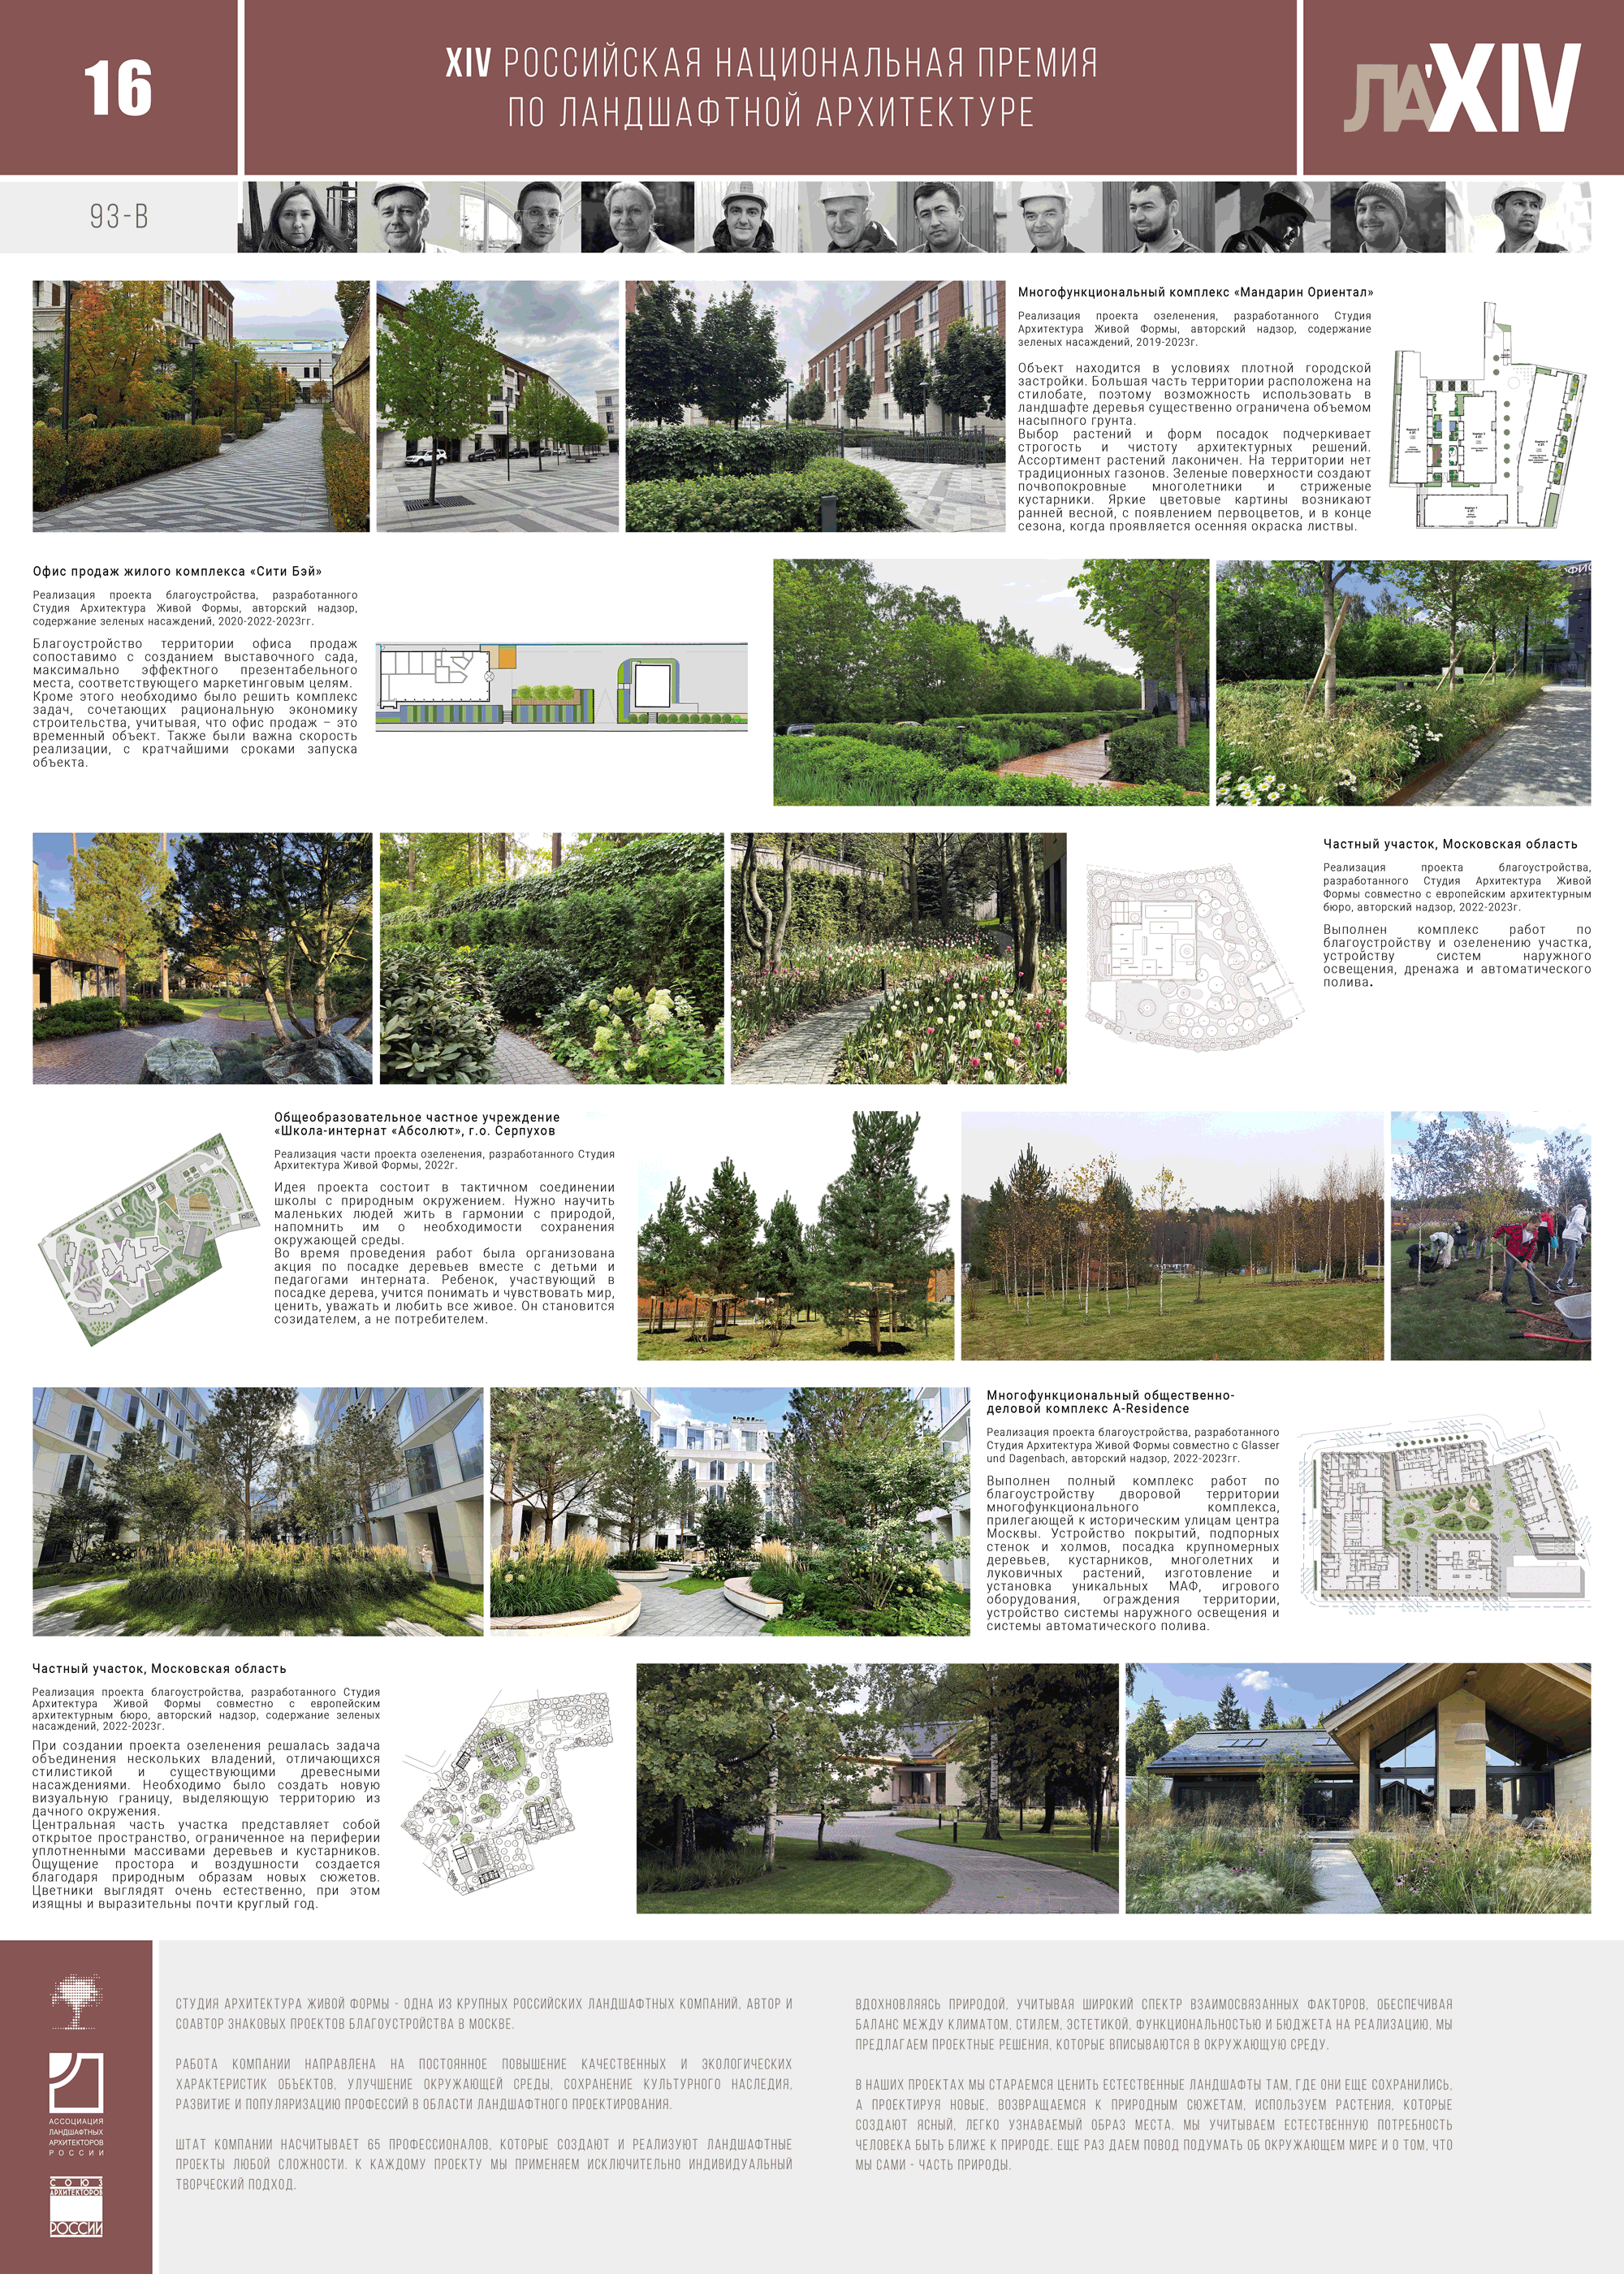 16
XIV РОССИЙСКАЯ НАЦИОНАЛЬНАЯ ПРЕМИЯ
ПО ЛАНДШАФТНОЙ АРХИТЕКТУРЕ
ЛА'XIV
93-В
Многофункциональный комплекс «Мандарин Ориентал»
Реализация проекта озеленения, разработанного Студия
Архитектура Живой Формы, авторский надзор, содержание
зеленых насаждений, 2019-2023г.
Объект находится в условиях плотной городской
застройки. Большая часть территории расположена на
стилобате, поэтому возможность использовать в
ландшафте деревья существенно ограничена объемом
насыпного грунта.
Выбор растений и форм посадок подчеркивает
строгость и чистоту архитектурных решений.
Ассортимент растений лаконичен. На территории нет
традиционных газонов. Зеленые поверхности создают
почвопокровные многолетники и стриженые
кустарники. Яркие цветовые картины возникают
ранней весной, с появлением первоцветов, и в конце
сезона, когда проявляется осенняя окраска листвы.
Офис продаж жилого комплекса «Сити Бэй»
Реализация проекта благоустройства, разработанного
Студия Архитектура Живой Формы, авторский надзор,
содержание зеленых насаждений, 2020-2022-2023гг.
Благоустройство территории офиса продаж
сопоставимо с созданием выставочного сада,
максимально эффектного презентабельного
места, соответствующего маркетинговым целям.
Кроме этого необходимо было решить комплекс
задач, сочетающих рациональную экономику
строительства, учитывая, что офис продаж – это
временный объект. Также были важна скорость
реализации, с кратчайшими сроками запуска
объекта.
Частный участок, Московская область
Реализация проекта благоустройства,
разработанного Студия Архитектура Живой
Формы совместно с европейским архитектурным
бюро, авторский надзор, 2022-2023г.
Выполнен комплекс работ по
благоустройству и озеленению участка,
устройству систем наружного
освещения, дренажа и автоматического
полива.
Общеобразовательное частное учреждение
«Школа-интернат «Абсолют», г.о. Серпухов
Реализация части проекта озеленения, разработанного Студия
Архитектура Живой Формы, 2022г.
Идея проекта состоит в тактичном соединении
школы с природным окружением. Нужно научить
маленьких людей жить в гармонии с природой,
напомнить им о необходимости сохранения
окружающей среды.
Во время проведения работ была организована
акция по посадке деревьев вместе с детьми и
педагогами интерната. Ребенок, участвующий в
посадке дерева, учится понимать и чувствовать мир,
ценить, уважать и любить все живое. Он становится
созидателем, а не потребителем.
Многофункциональный общественно-
деловой комплекс A-Residence
Реализация проекта благоустройства, разработанного
Студия Архитектура Живой Формы совместно с Glasser
und Dagenbach, авторский надзор, 2022-2023гг.
Выполнен полный комплекс работ по
благоустройству дворовой территории
многофункционального комплекса,
прилегающей к историческим улицам центра
Москвы. Устройство покрытий, подпорных
стенок и холмов, посадка крупномерных
деревьев, кустарников, многолетних и
луковичных растений, изготовление и
установка уникальных МАФ, игрового
оборудования, ограждения территории,
устройство системы наружного освещения и
системы автоматического полива.
Частный участок, Московская область
Реализация проекта благоустройства, разработанного Студия
Архитектура Живой Формы совместно с европейским
архитектурным бюро, авторский надзор, содержание зеленых
насаждений, 2022-2023г.
При создании проекта озеленения решалась задача
объединения нескольких владений, отличающихся
стилистикой и существующими древесными
насаждениями. Необходимо было создать новую
визуальную границу, выделяющую территорию из
дачного окружения.
Центральная часть участка представляет собой
открытое пространство, ограниченное на периферии
уплотненными массивами деревьев и кустарников.
Ощущение простора и воздушности создается
благодаря природным образам новых сюжетов.
Цветники выглядят очень естественно, при этом
изящны и выразительны почти круглый год.
АССОЦИАЦИЯ
ЛАНДШАФТНЫХ
АРХИТЕКТОРОВ
РОССИИ
СОЮЗ
АРХИТЕКТОРОВ
РОССИИ
СТУДИЯ АРХИТЕКТУРА ЖИВОЙ ФОРМЫ - ОДНА ИЗ КРУПНЫХ РОССИЙСКИХ ЛАНДШАФТНЫХ КОМПАНИЙ, АВТОР И
СОАВТОР ЗНАКОВЫХ ПРОЕКТОВ БЛАГОУСТРОЙСТВА В МОСКВЕ.
РАБОТА КОМПАНИИ НАПРАВЛЕНА НА ПОСТОЯННОЕ ПОВЫШЕНИЕ КАЧЕСТВЕННЫХ И ЭКОЛОГИЧЕСКИХ
ХАРАКТЕРИСТИК ОБЪЕКТОВ, УЛУЧШЕНИЕ ОКРУЖАЮЩЕЙ СРЕДЫ, СОХРАНЕНИЕ КУЛЬТУРНОГО НАСЛЕДИЯ,
РАЗВИТИЕ И ПОПУЛЯРИЗАЦИЮ ПРОФЕССИЙ В ОБЛАСТИ ЛАНДШАФТНОГО ПРОЕКТИРОВАНИЯ.
ШТАТ КОМПАНИИ НАСЧИТЫВАЕТ 65 ПРОФЕССИОНАЛОВ, КОТОРЫЕ СОЗДАЮТ И РЕАЛИЗУЮТ ЛАНДШАФТНЫЕ
ПРОЕКТЫ ЛЮБОЙ СЛОЖНОСТИ. К КАЖДОМУ ПРОЕКТУ МЫ ПРИМЕНЯЕМ ИСКЛЮЧИТЕЛЬНО ИНДИВИДУАЛЬНЫЙ
ТВОРЧЕСКИЙ ПОДХОД.
ВДОХНОВЛЯЯСЬ ПРИРОДОЙ, УЧИТЫВАЯ ШИРОКИЙ СПЕКТР ВЗАИМОСВЯЗАННЫХ ФАКТОРОВ, ОБЕСПЕЧИВАЯ
БАЛАНС МЕЖДУ КЛИМАТОМ, СТИЛЕМ, ЭСТЕТИКОЙ, ФУНКЦИОНАЛЬНОСТЬЮ И БЮДЖЕТА НА РЕАЛИЗАЦИЮ, МЫ
ПРЕДЛАГАЕМ ПРОЕКТНЫЕ РЕШЕНИЯ, КОТОРЫЕ ВПИСЫВАЮТСЯ В ОКРУЖАЮЩУЮ СРЕДУ.
В НАШИХ ПРОЕКТАХ МЫ СТАРАЕМСЯ ЦЕНИТЬ ЕСТЕСТВЕННЫЕ ЛАНДШАФТЫ ТАМ, ГДЕ ОНИ ЕЩЕ СОХРАНИЛИСЬ,
А ПРОЕКТИРУЯ НОВЫЕ, ВОЗВРАЩАЕМСЯ К ПРИРОДНЫМ СЮЖЕТАМ, ИСПОЛЬЗУЕМ РАСТЕНИЯ, КОТОРЫЕ
СОЗДАЮТ ЯСНЫЙ, ЛЕГКО УЗНАВАЕМЫЙ ОБРАЗ МЕСТА. МЫ УЧИТЫВАЕМ ЕСТЕСТВЕННУЮ ПОТРЕБНОСТЬ
ЧЕЛОВЕКА БЫТЬ БЛИЖЕ К ПРИРОДЕ. ЕЩЕ РАЗ ДАЕМ ПОВОД ПОДУМАТЬ ОБ ОКРУЖАЮЩЕМ МИРЕ И О ТОМ, ЧТО
МЫ САМИ - ЧАСТЬ ПРИРОДЫ.